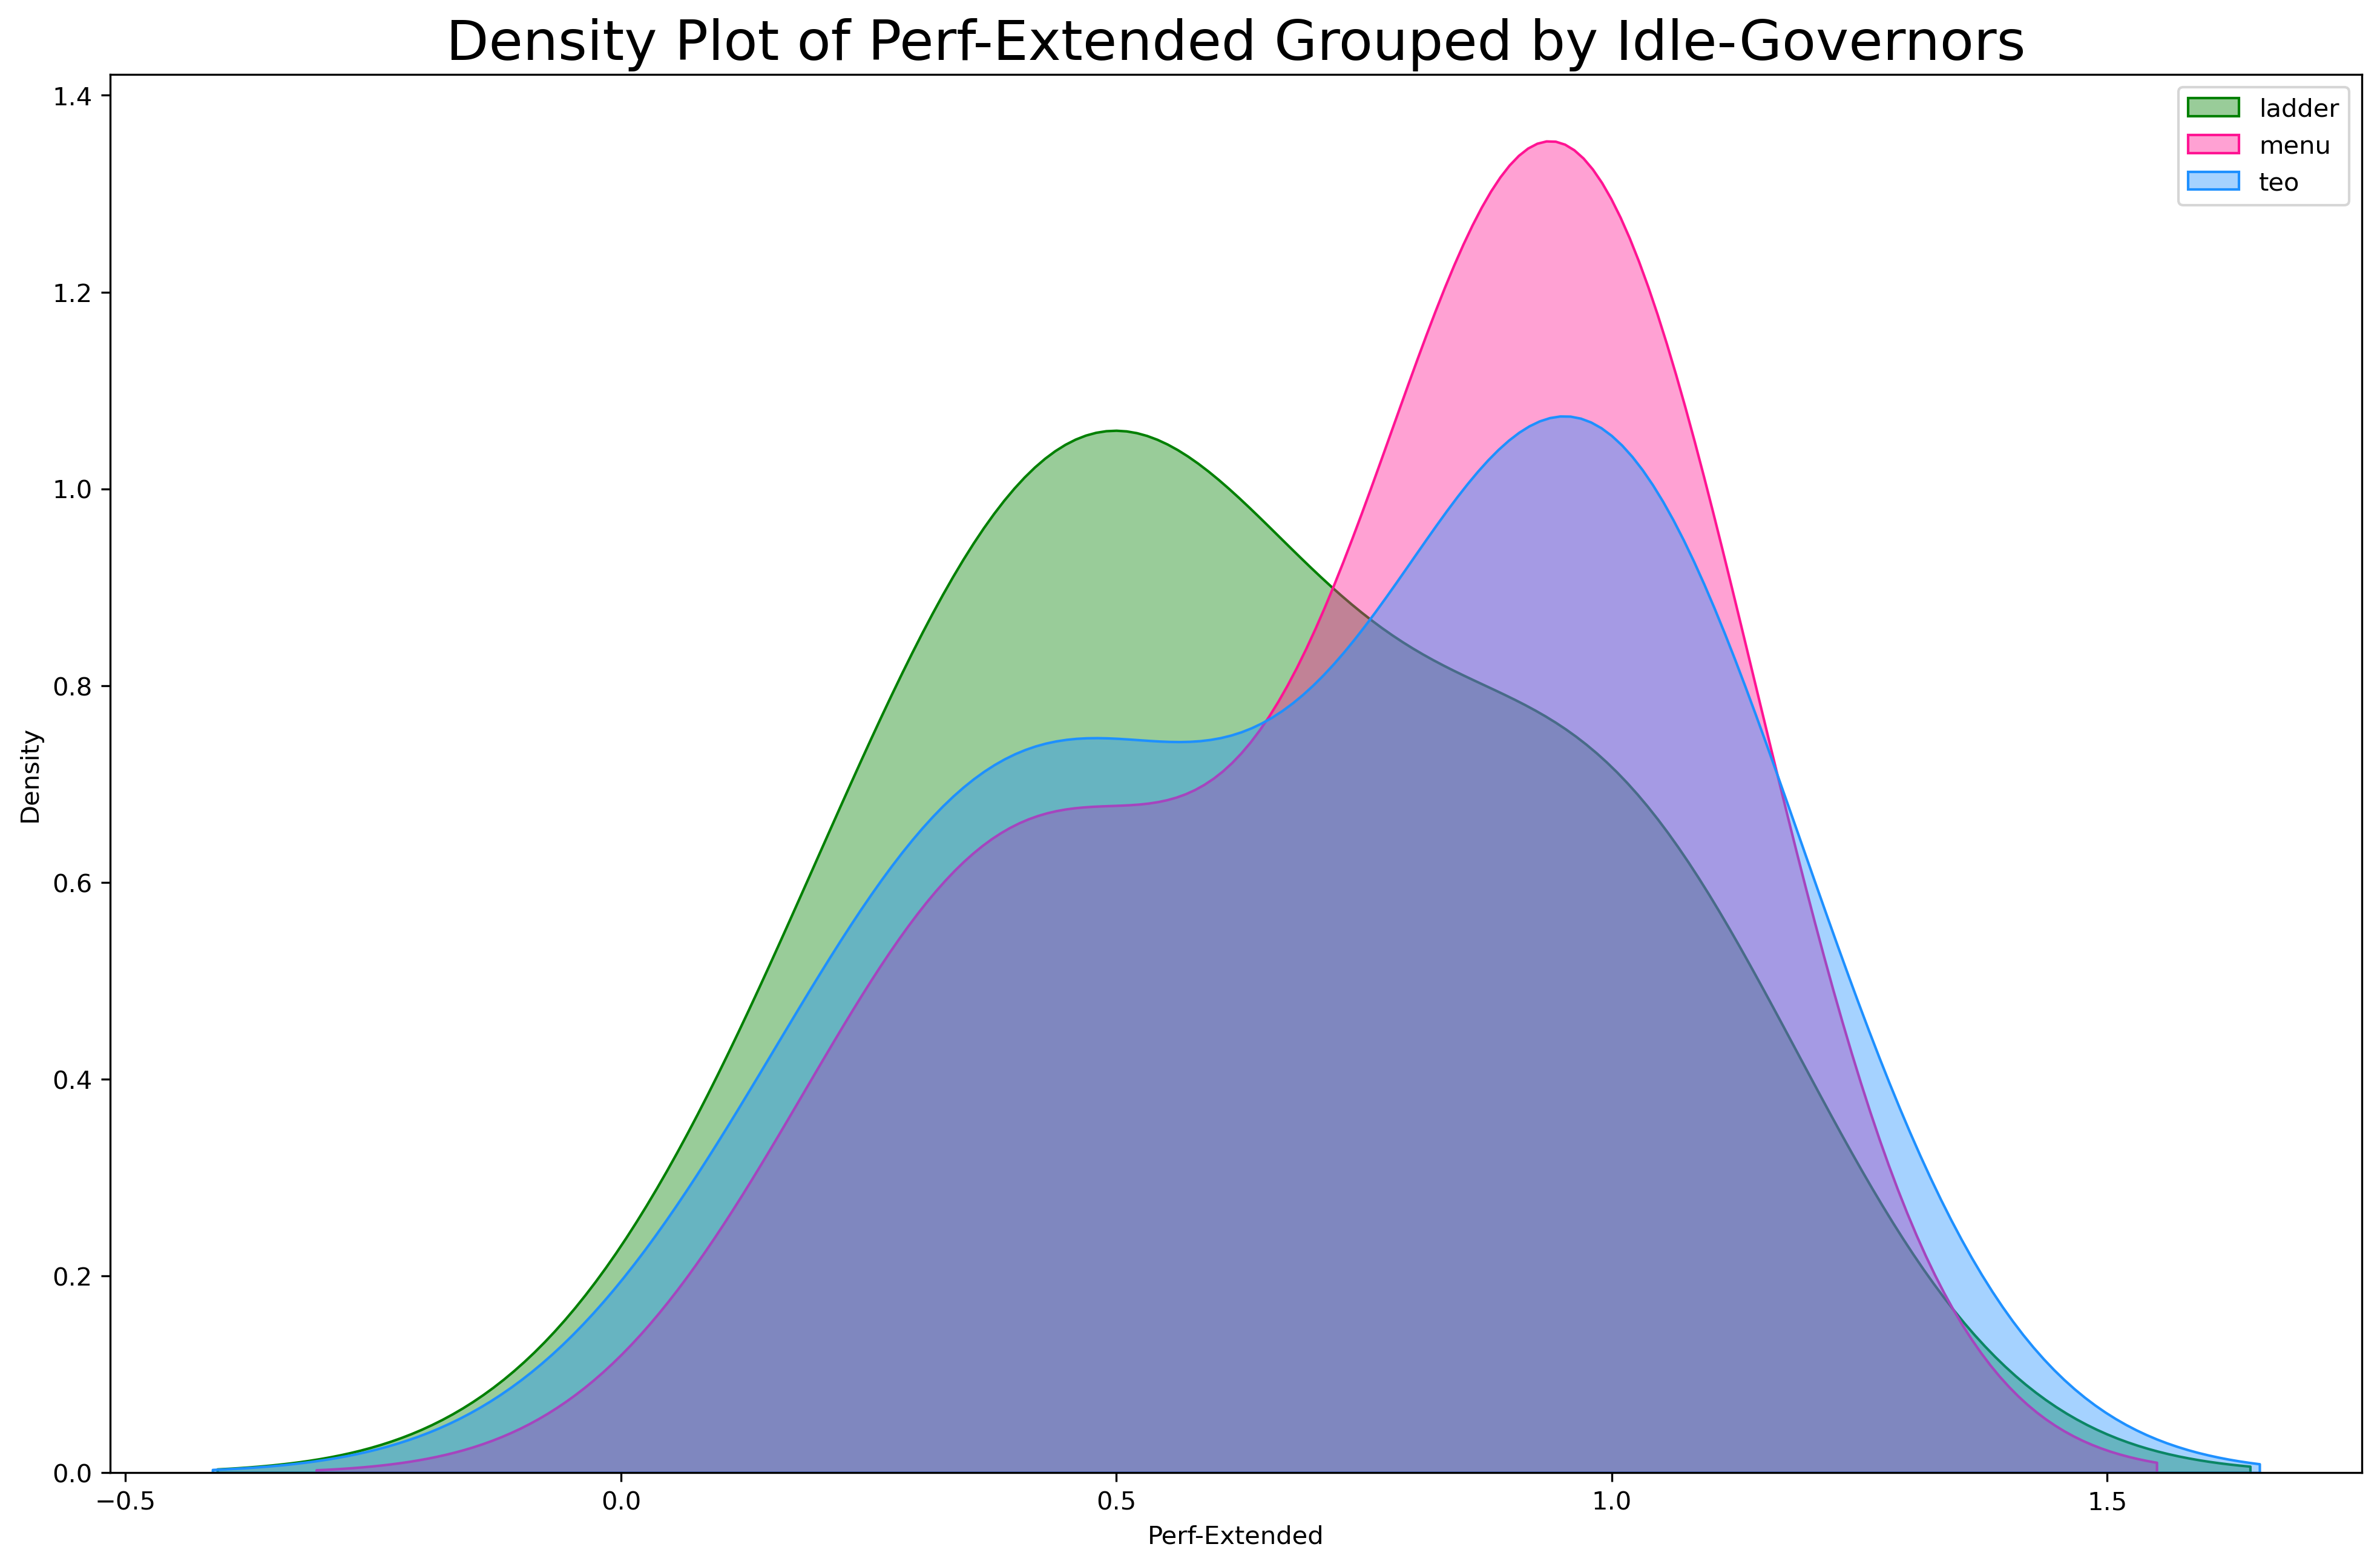 Density Plot of Perf-Extended Grouped by Idle-Governors
ladder
menu
teo
1.4
1.2
1.0
0.8
0.6
0.4
0.2
0.0
Density
−0.5
0.0
0.5
1.0
1.5
Perf-Extended